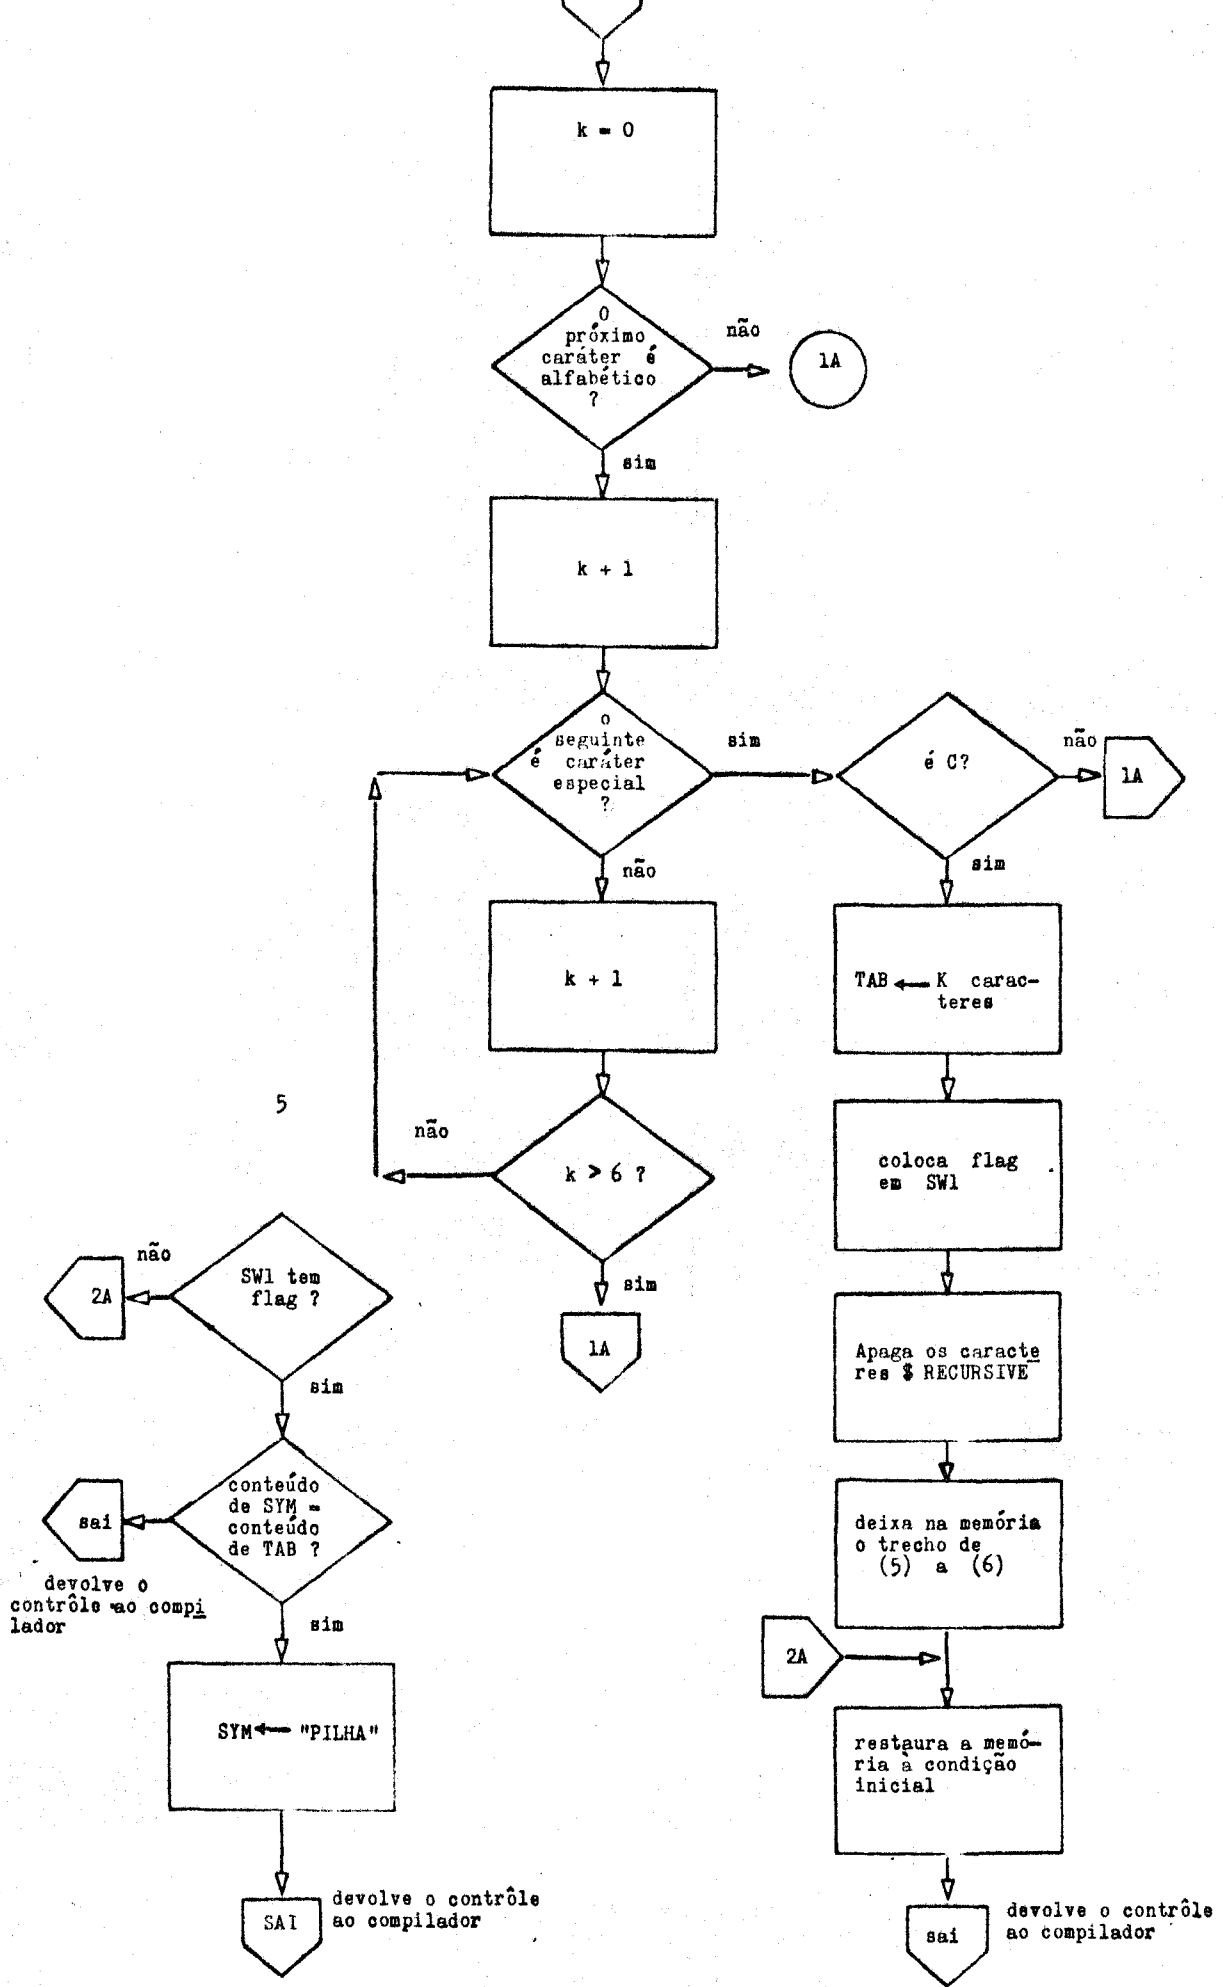 k = 0
O
próximo
caráter é
alfabético
?
não
1A
sim
k + 1
o
seguinte
é caráter
especial
?
sim
é C?
não
1A
não
sim
k + 1
TAB ← K carac-
teres
5
não
k > 6 ?
coloca flag
em SW1
sim
1A
não
2A
SW1 tem
flag ?
sim
Apaga os caracte
res $ RECURSIVE
sai
conteúdo
de SYM =
conteúdo
de TAB ?
devolve o
contrôle ao compi
lador
sim
deixa na memória
o trecho de
(5) a (6)
2A
SYM ← "PILHA"
restaura a memó-
ria à condição
inicial
SAI
devolve o contrôle
ao compilador
sai
devolve o contrôle
ao compilador